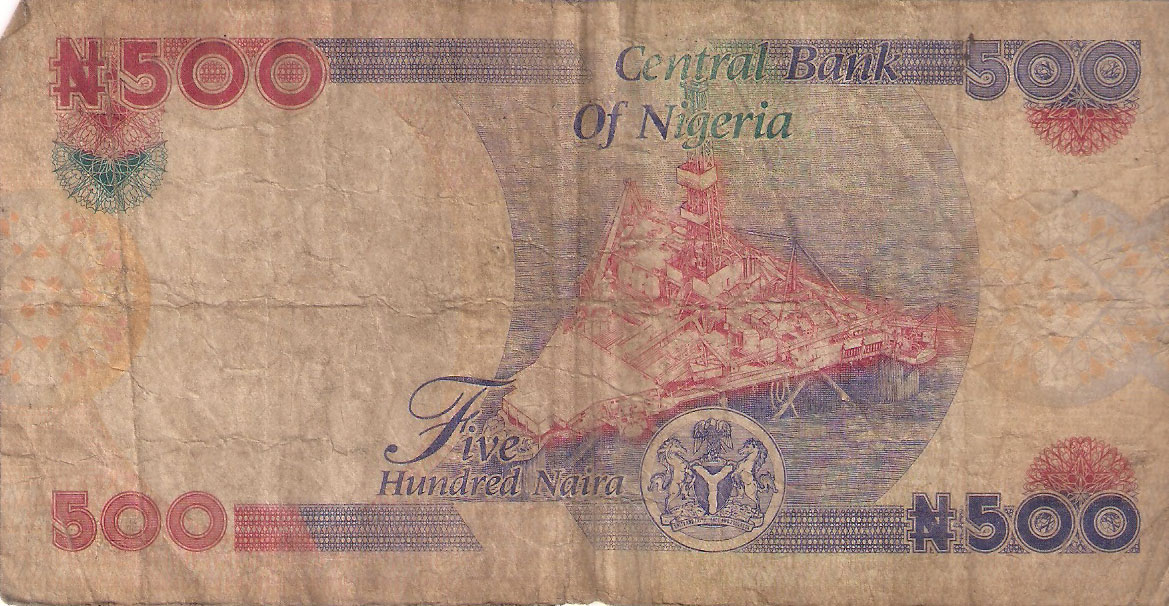 ₦500
Central Bank
Of Nigeria
500
Five
Hundred Naira
500
₦500